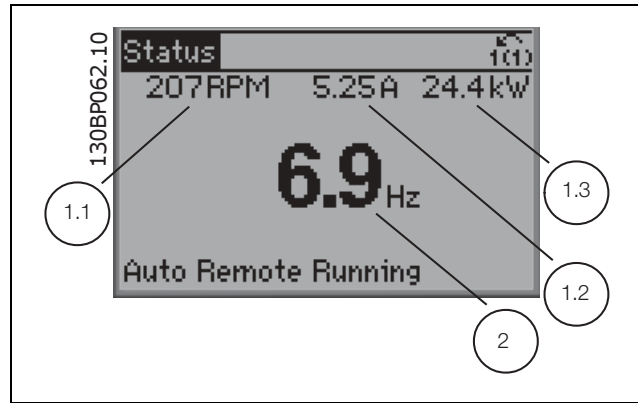 130BP062.10
Status
1(1)
207RPM 5.25A 24.4kW
1.1
6.9Hz
1.3
Auto Remote Running
1.2
2